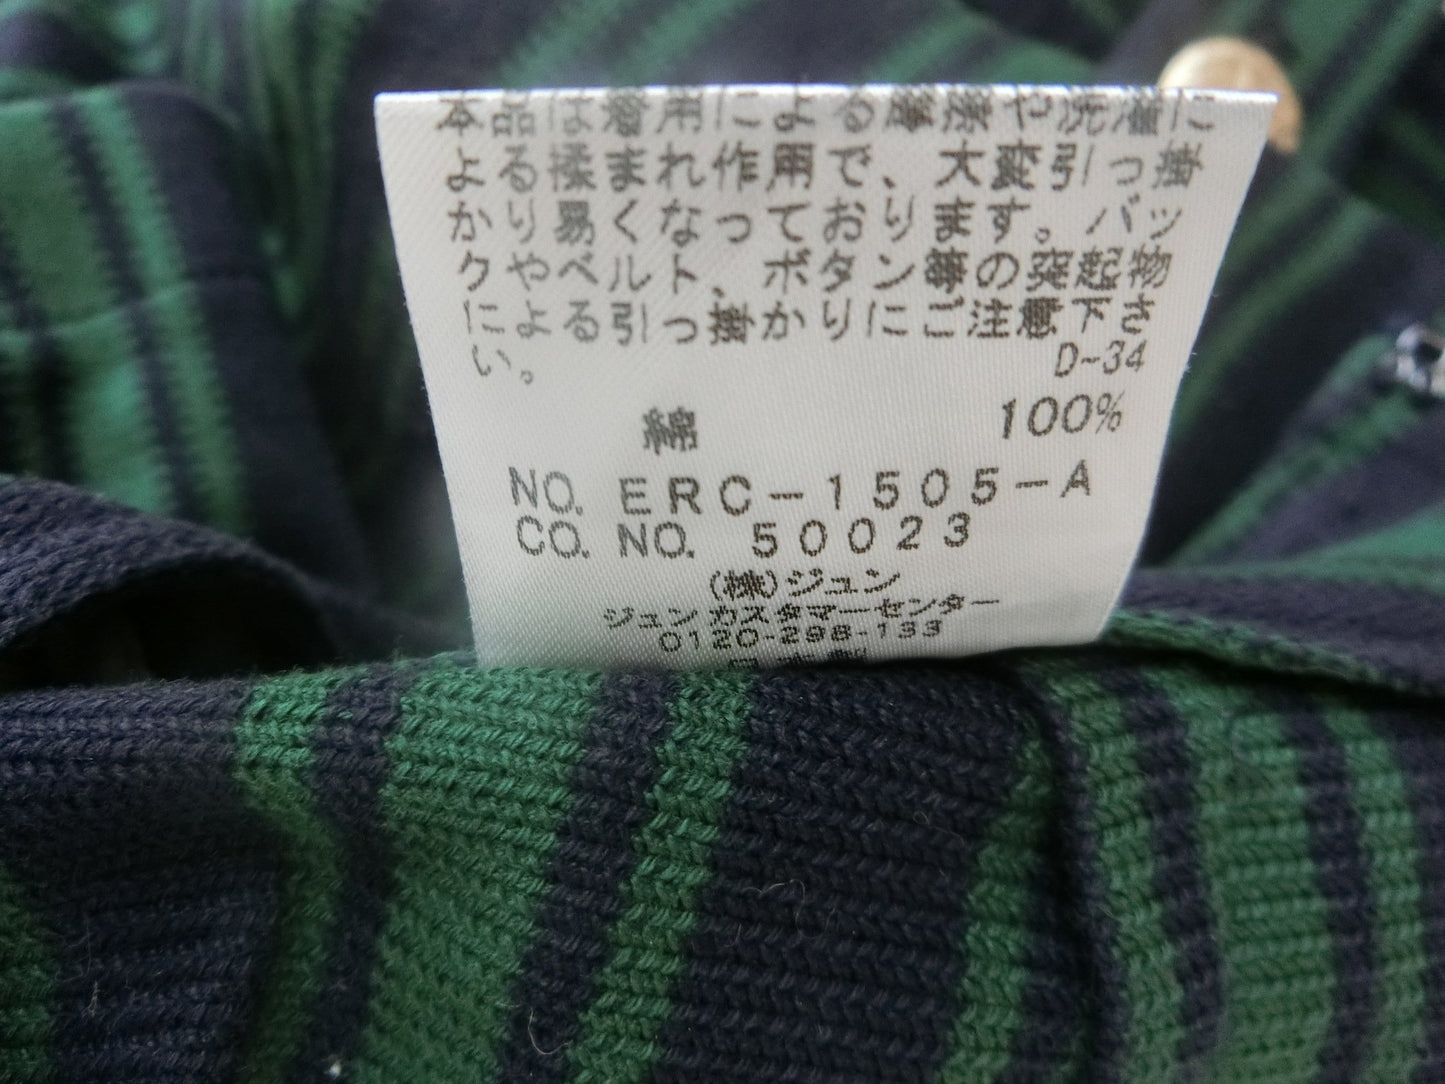 本品は着用による摩擦や洗濯に
よる揉まれ作用で、大変引っ掛
かり易くなっております。バッ
クやベルト、ボタン等の突起物
による引っ掛かりにご注意下さ
い。 D-34
綿 100%
NO. ERC-1505-A
CO. NO. 50023
(株)ジュン
ジュンカスタマーセンター
0120-298-133